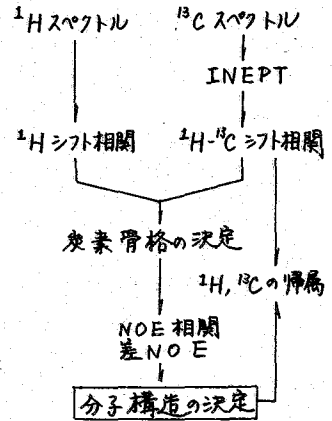 ¹Hスペクトル
¹³Cスペクトル
INEPT
¹Hシフト相関
¹H-¹³Cシフト相関
炭素骨格の決定
¹H, ¹³Cの帰属
NOE相関
差NOE
分子構造の決定